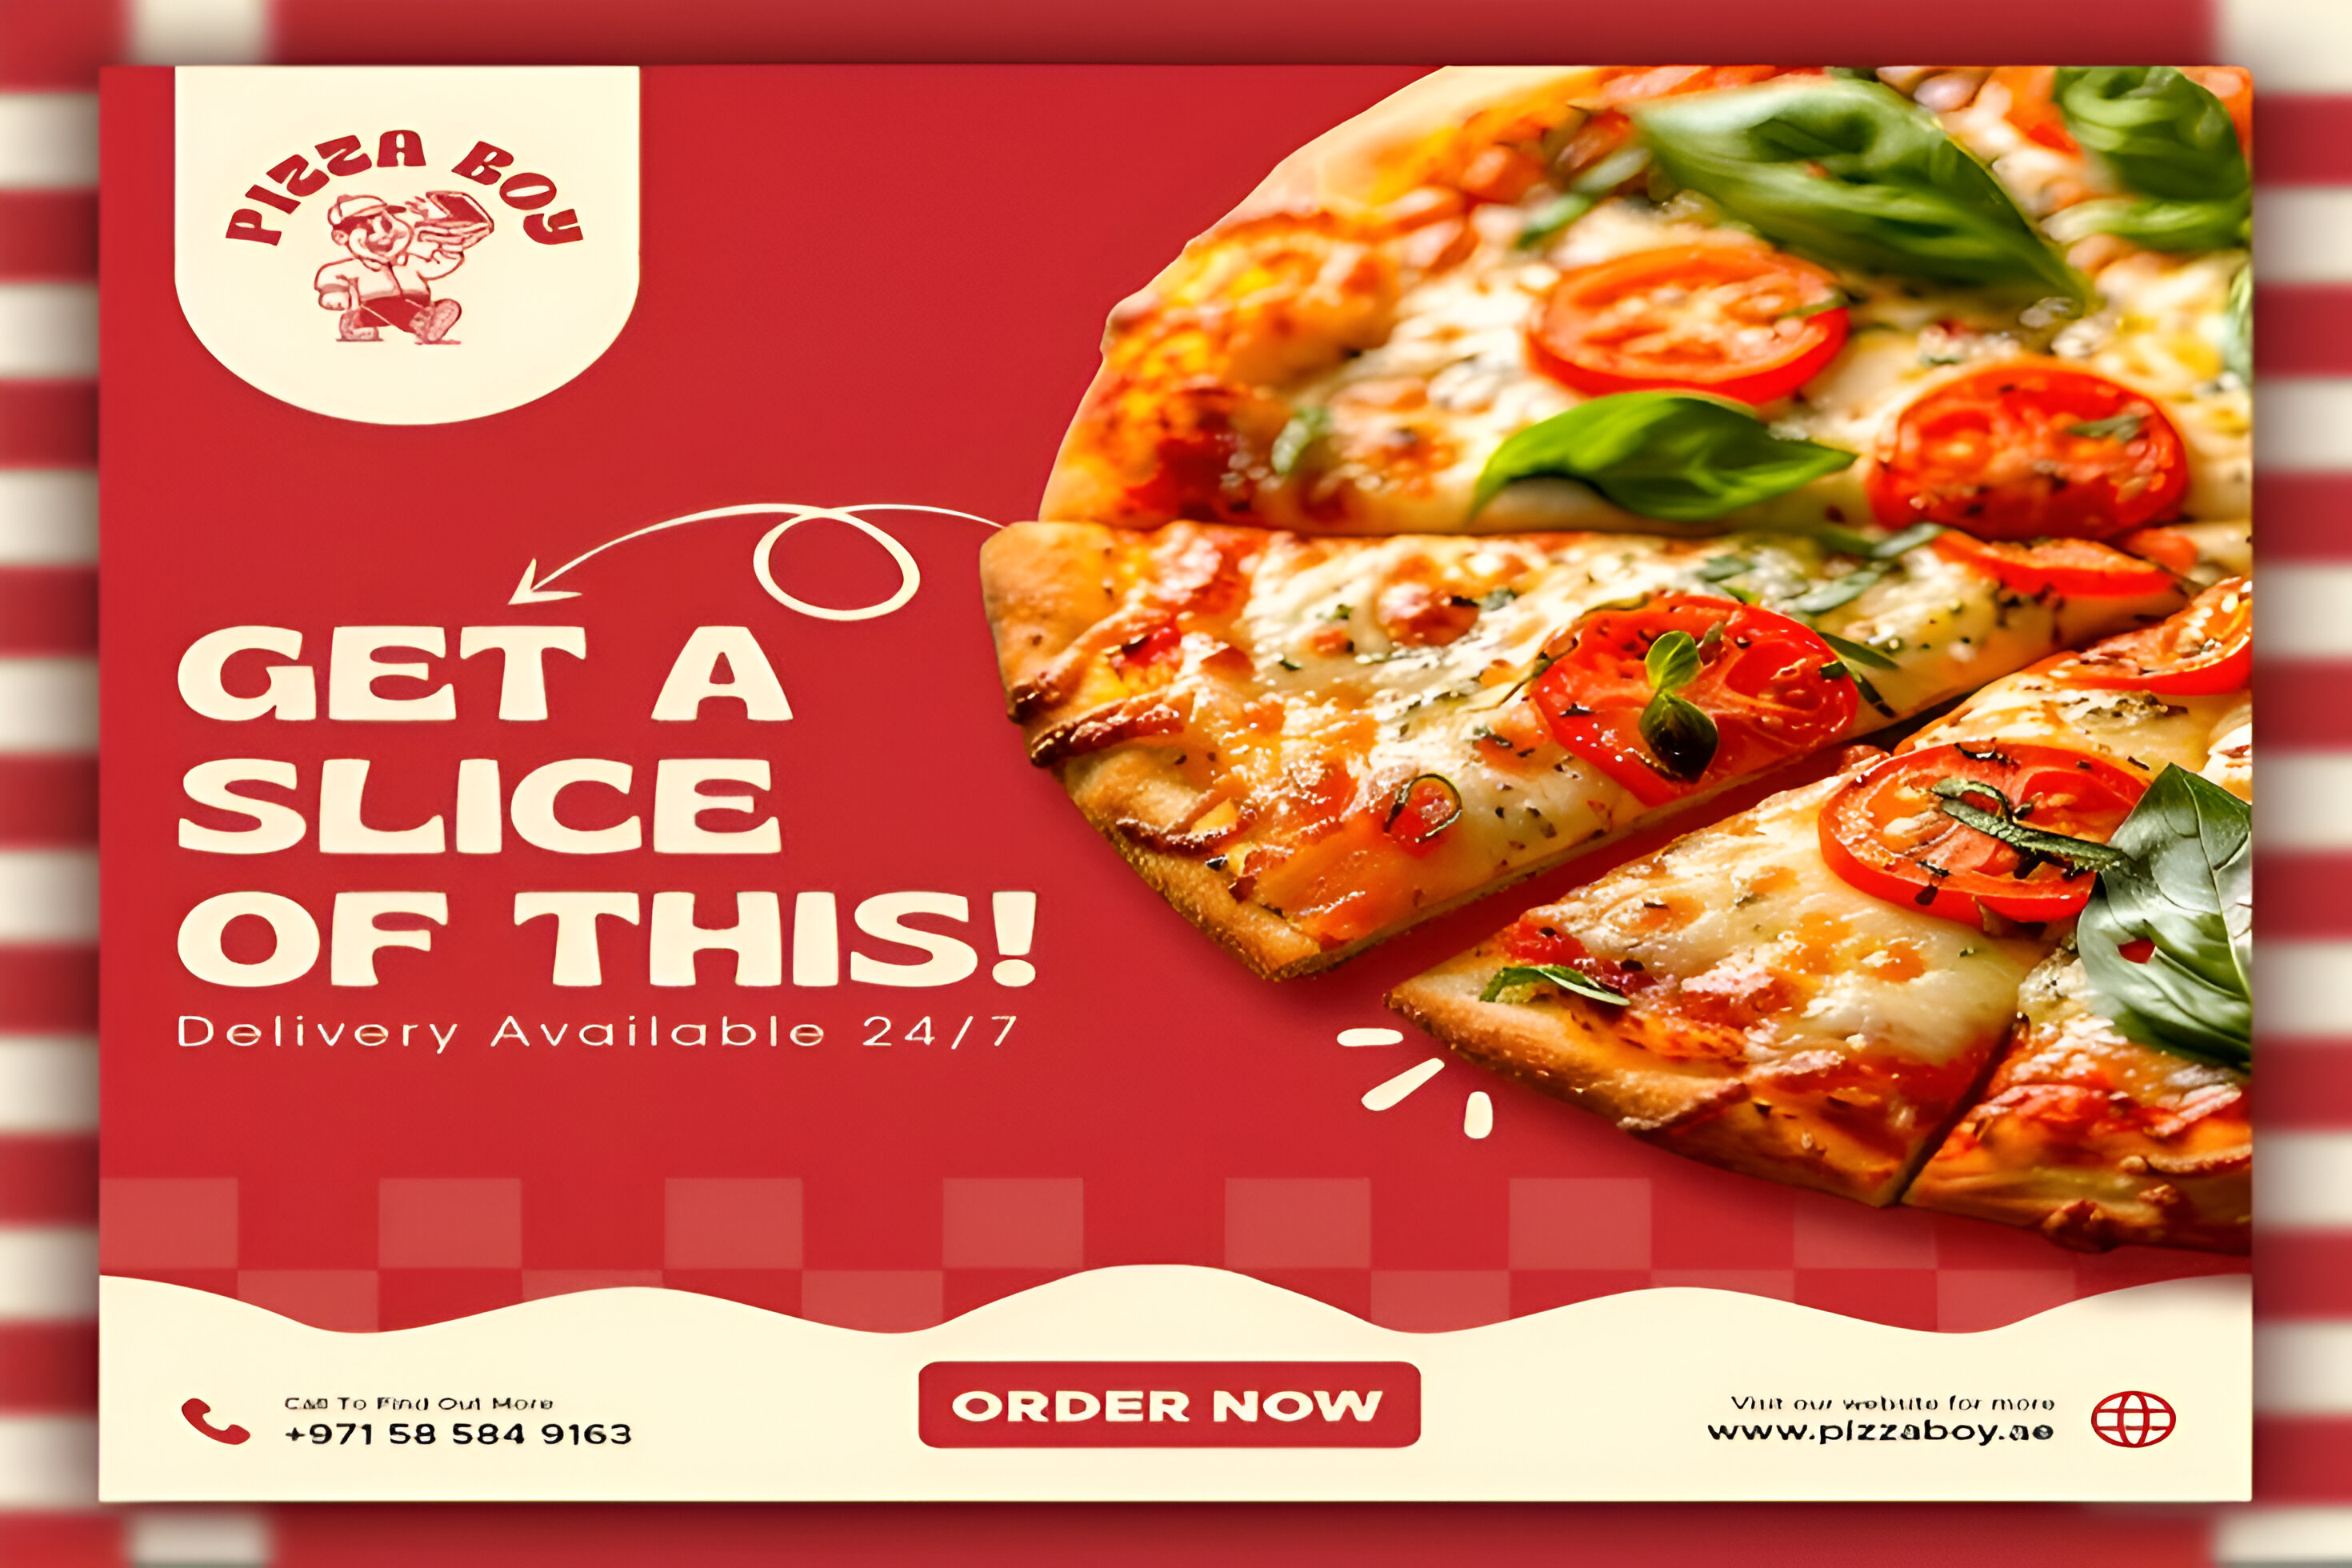 PIZZA BOY
GET A
SLICE
OF THIS!
Delivery Available 24/7
Call To Find Out More
+971 58 584 9163
ORDER NOW
Visit our website for more
www.pizzaboy.ae